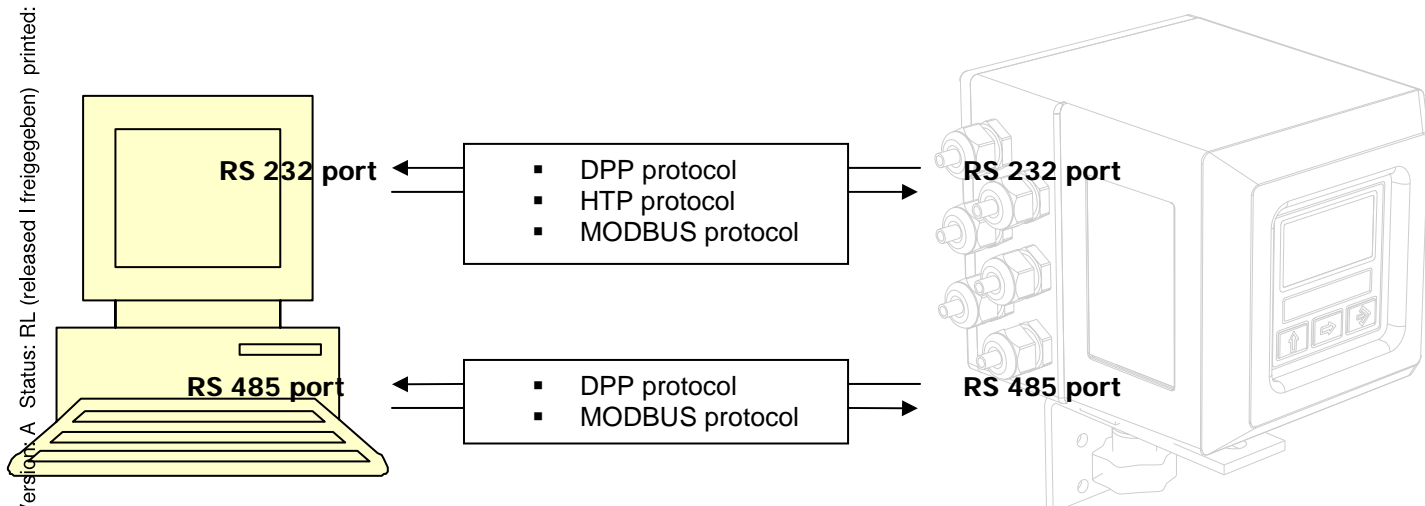 Version: A Status: RL (released | freigegeben) printed:
RS 232 port
▪ DPP protocol
▪ HTP protocol
▪ MODBUS protocol
RS 232 port
RS 485 port
▪ DPP protocol
▪ MODBUS protocol
RS 485 port